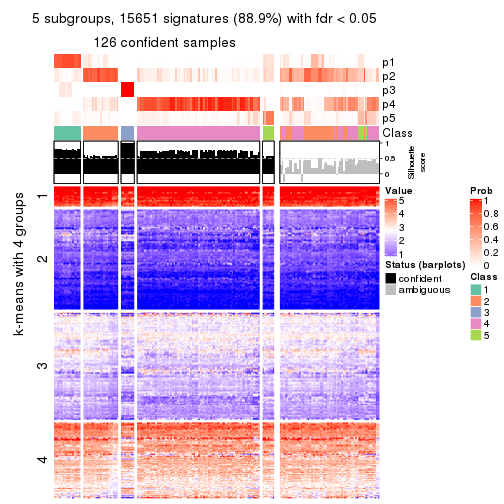 5 subgroups, 15651 signatures (88.9%) with fdr < 0.05
126 confident samples
p1
p2
p3
p4
p5
Class
1
0.5
0
Silhouette
score
k-means with 4 groups
1
2
3
4
Value
5
4
3
2
1
Status (barplots)
confident
ambiguous
Prob
1
0.8
0.6
0.4
0.2
0
Class
1
2
3
4
5